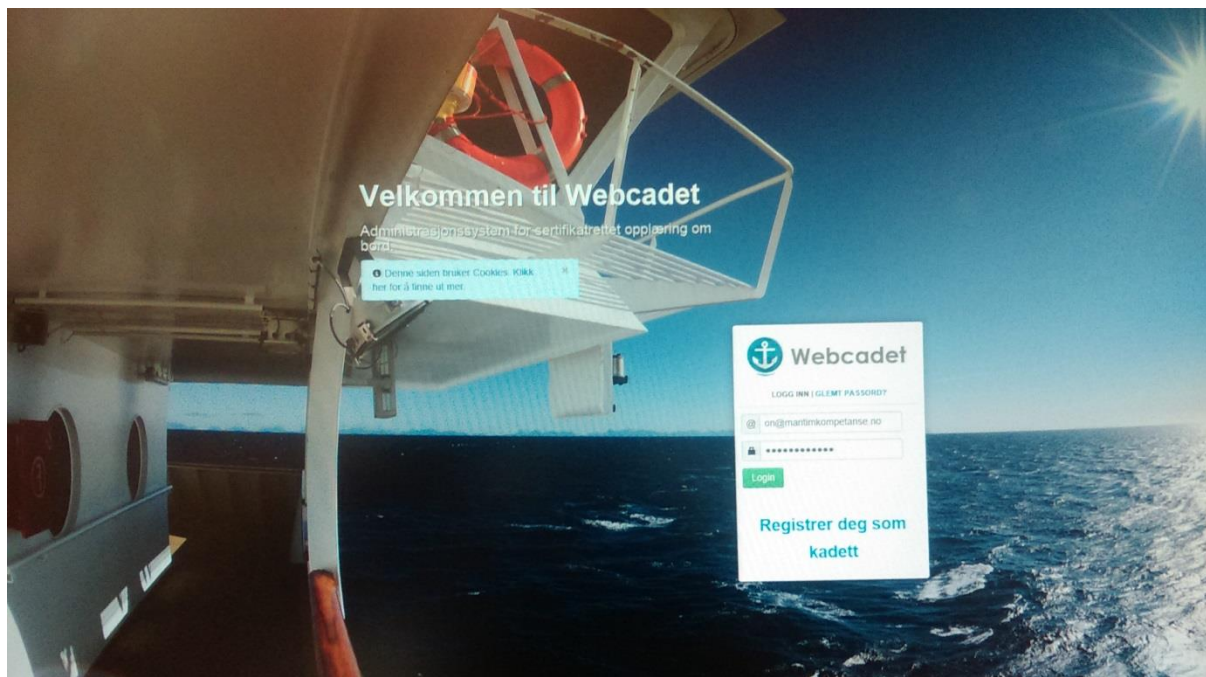 Velkommen til Webcadet
Administrasjonssystem for sertifikatrettet opplæring om
bord.
Denne siden bruker Cookies. Klikk
her for å finne ut mer.
×
Webcadet
LOGG INN | GLEMT PASSORD?
@ on@maritimkompetanse.no
••••••••••••
Login
Registrer deg som
kadett